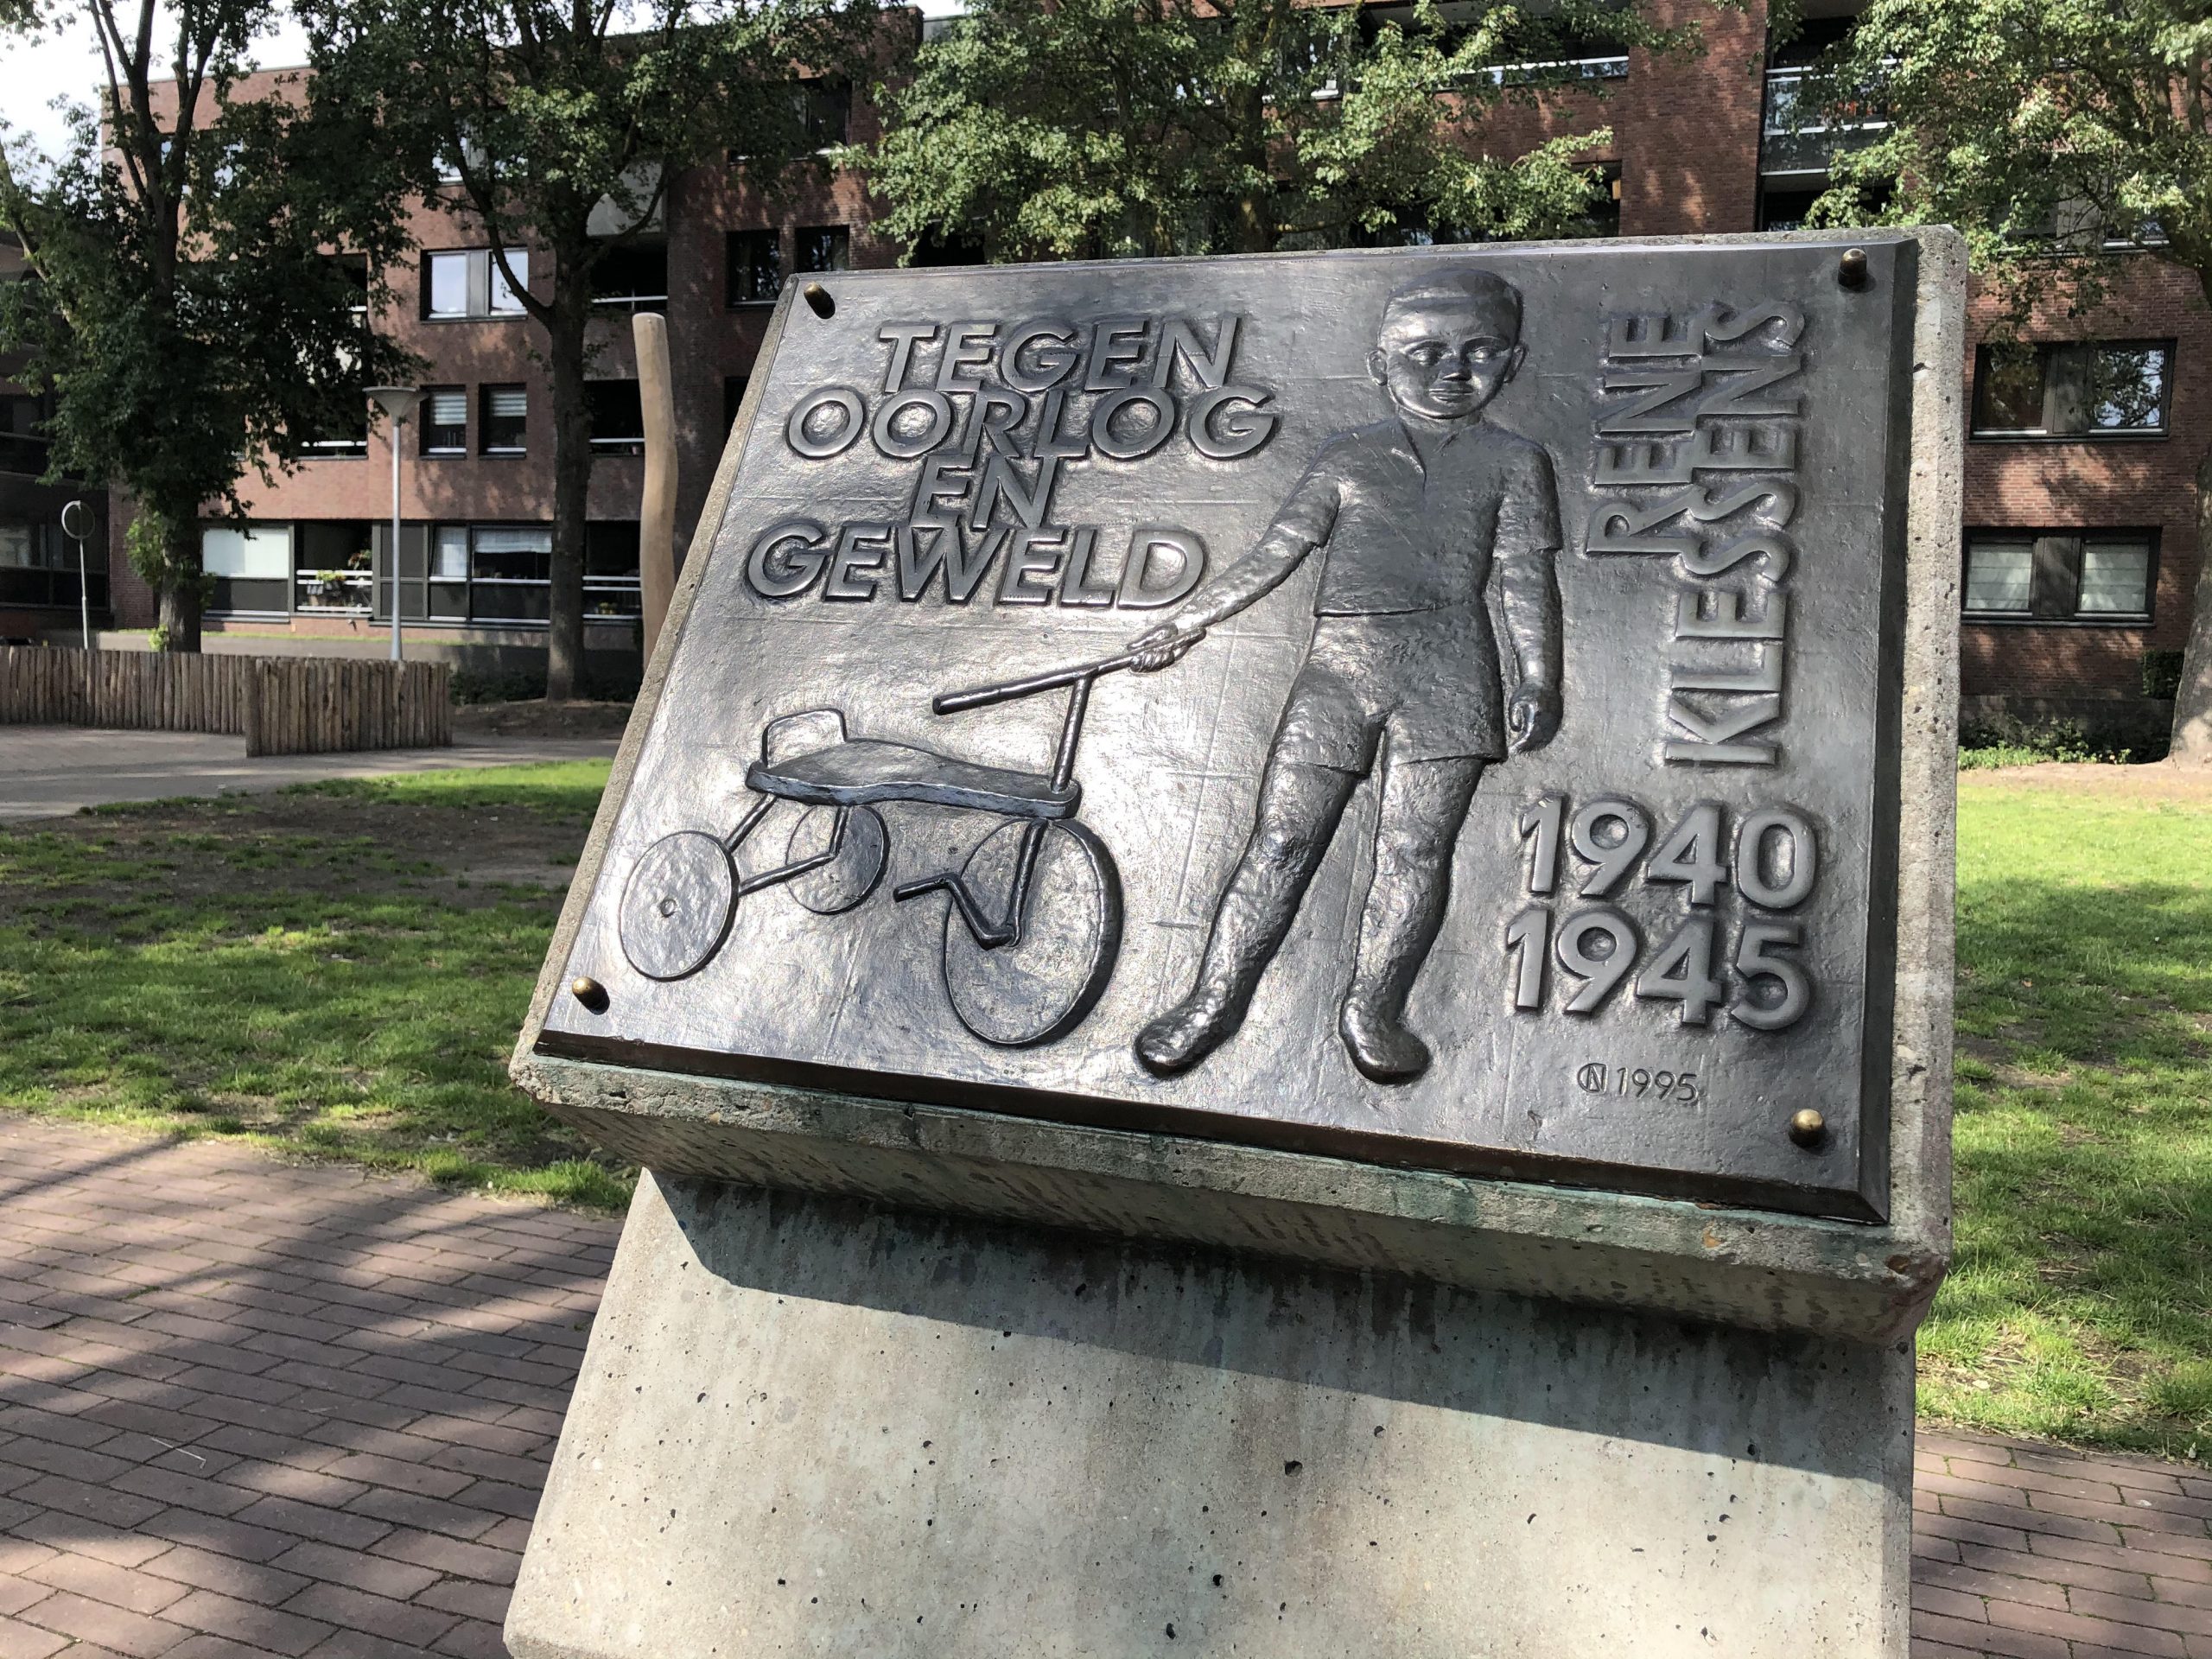 TEGEN
OORLOG
EN
GEWELD
RENE
KLESSENS
1940
1945
1995